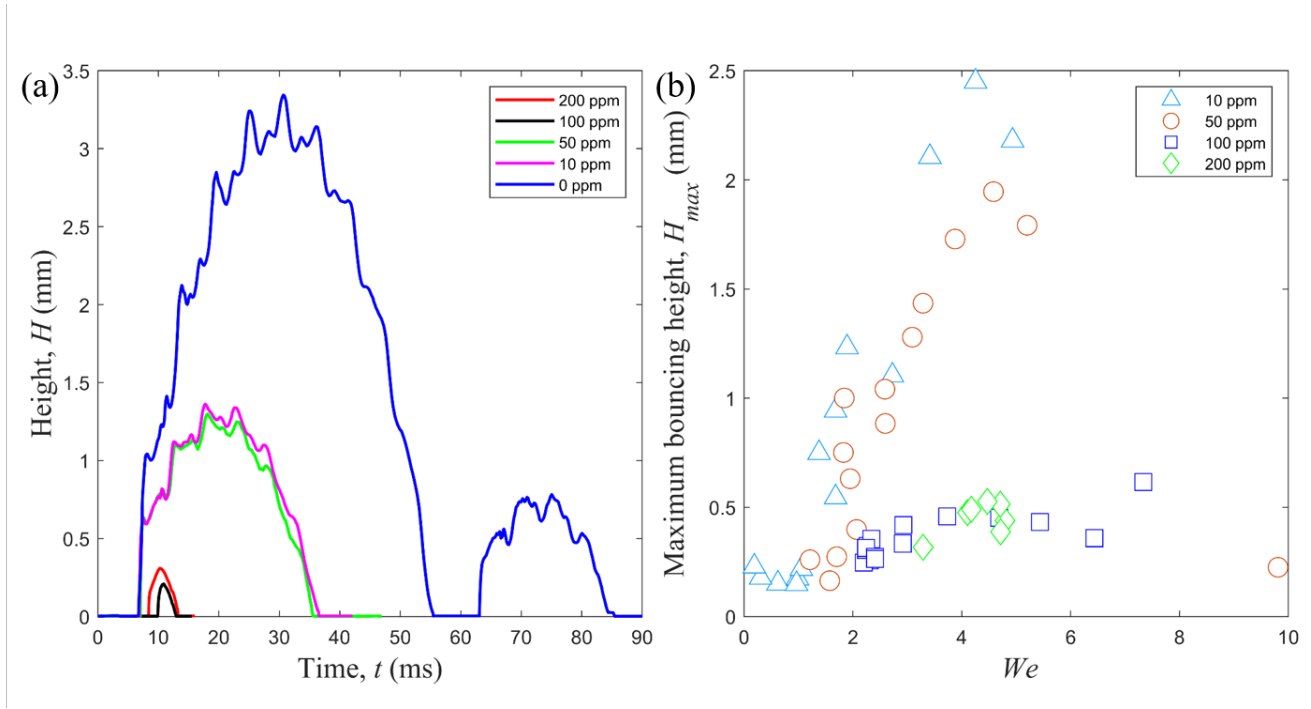 (a)
Height, H (mm)
3.5
3
2.5
2
1.5
1
0.5
0
0 10 20 30 40 50 60 70 80 90
Time, t (ms)
200 ppm
100 ppm
50 ppm
10 ppm
0 ppm
(b)
Maximum bouncing height, Hmax (mm)
2.5
2
1.5
1
0.5
0
0 2 4 6 8 10
We
10 ppm
50 ppm
100 ppm
200 ppm